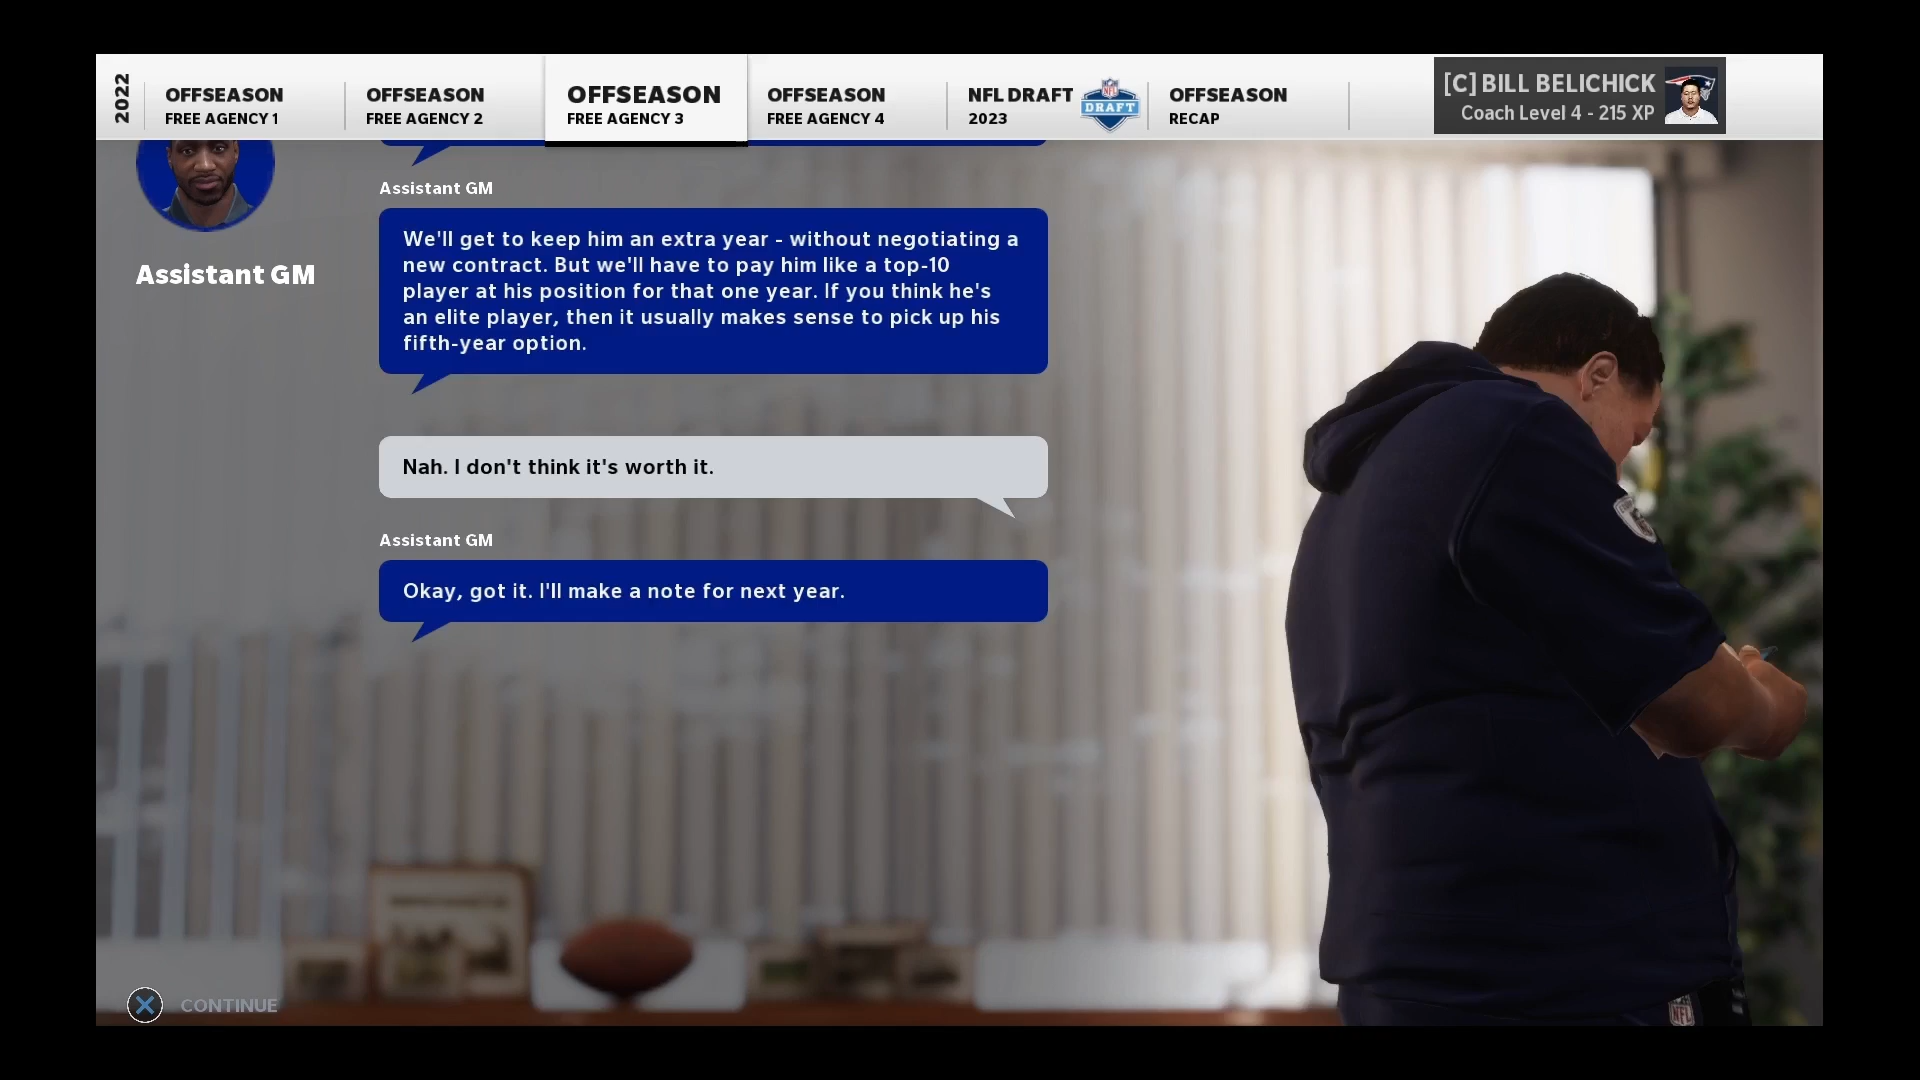 2022
OFFSEASON
FREE AGENCY 1
OFFSEASON
FREE AGENCY 2
OFFSEASON
FREE AGENCY 3
OFFSEASON
FREE AGENCY 4
NFL DRAFT
2023
NFL
DRAFT
OFFSEASON
RECAP
[C] BILL BELICHICK
Coach Level 4 - 215 XP
Assistant GM
Assistant GM
We'll get to keep him an extra year - without negotiating a
new contract. But we'll have to pay him like a top-10
player at his position for that one year. If you think he's
an elite player, then it usually makes sense to pick up his
fifth-year option.
Nah. I don't think it's worth it.
Assistant GM
Okay, got it. I'll make a note for next year.
CONTINUE
NFL